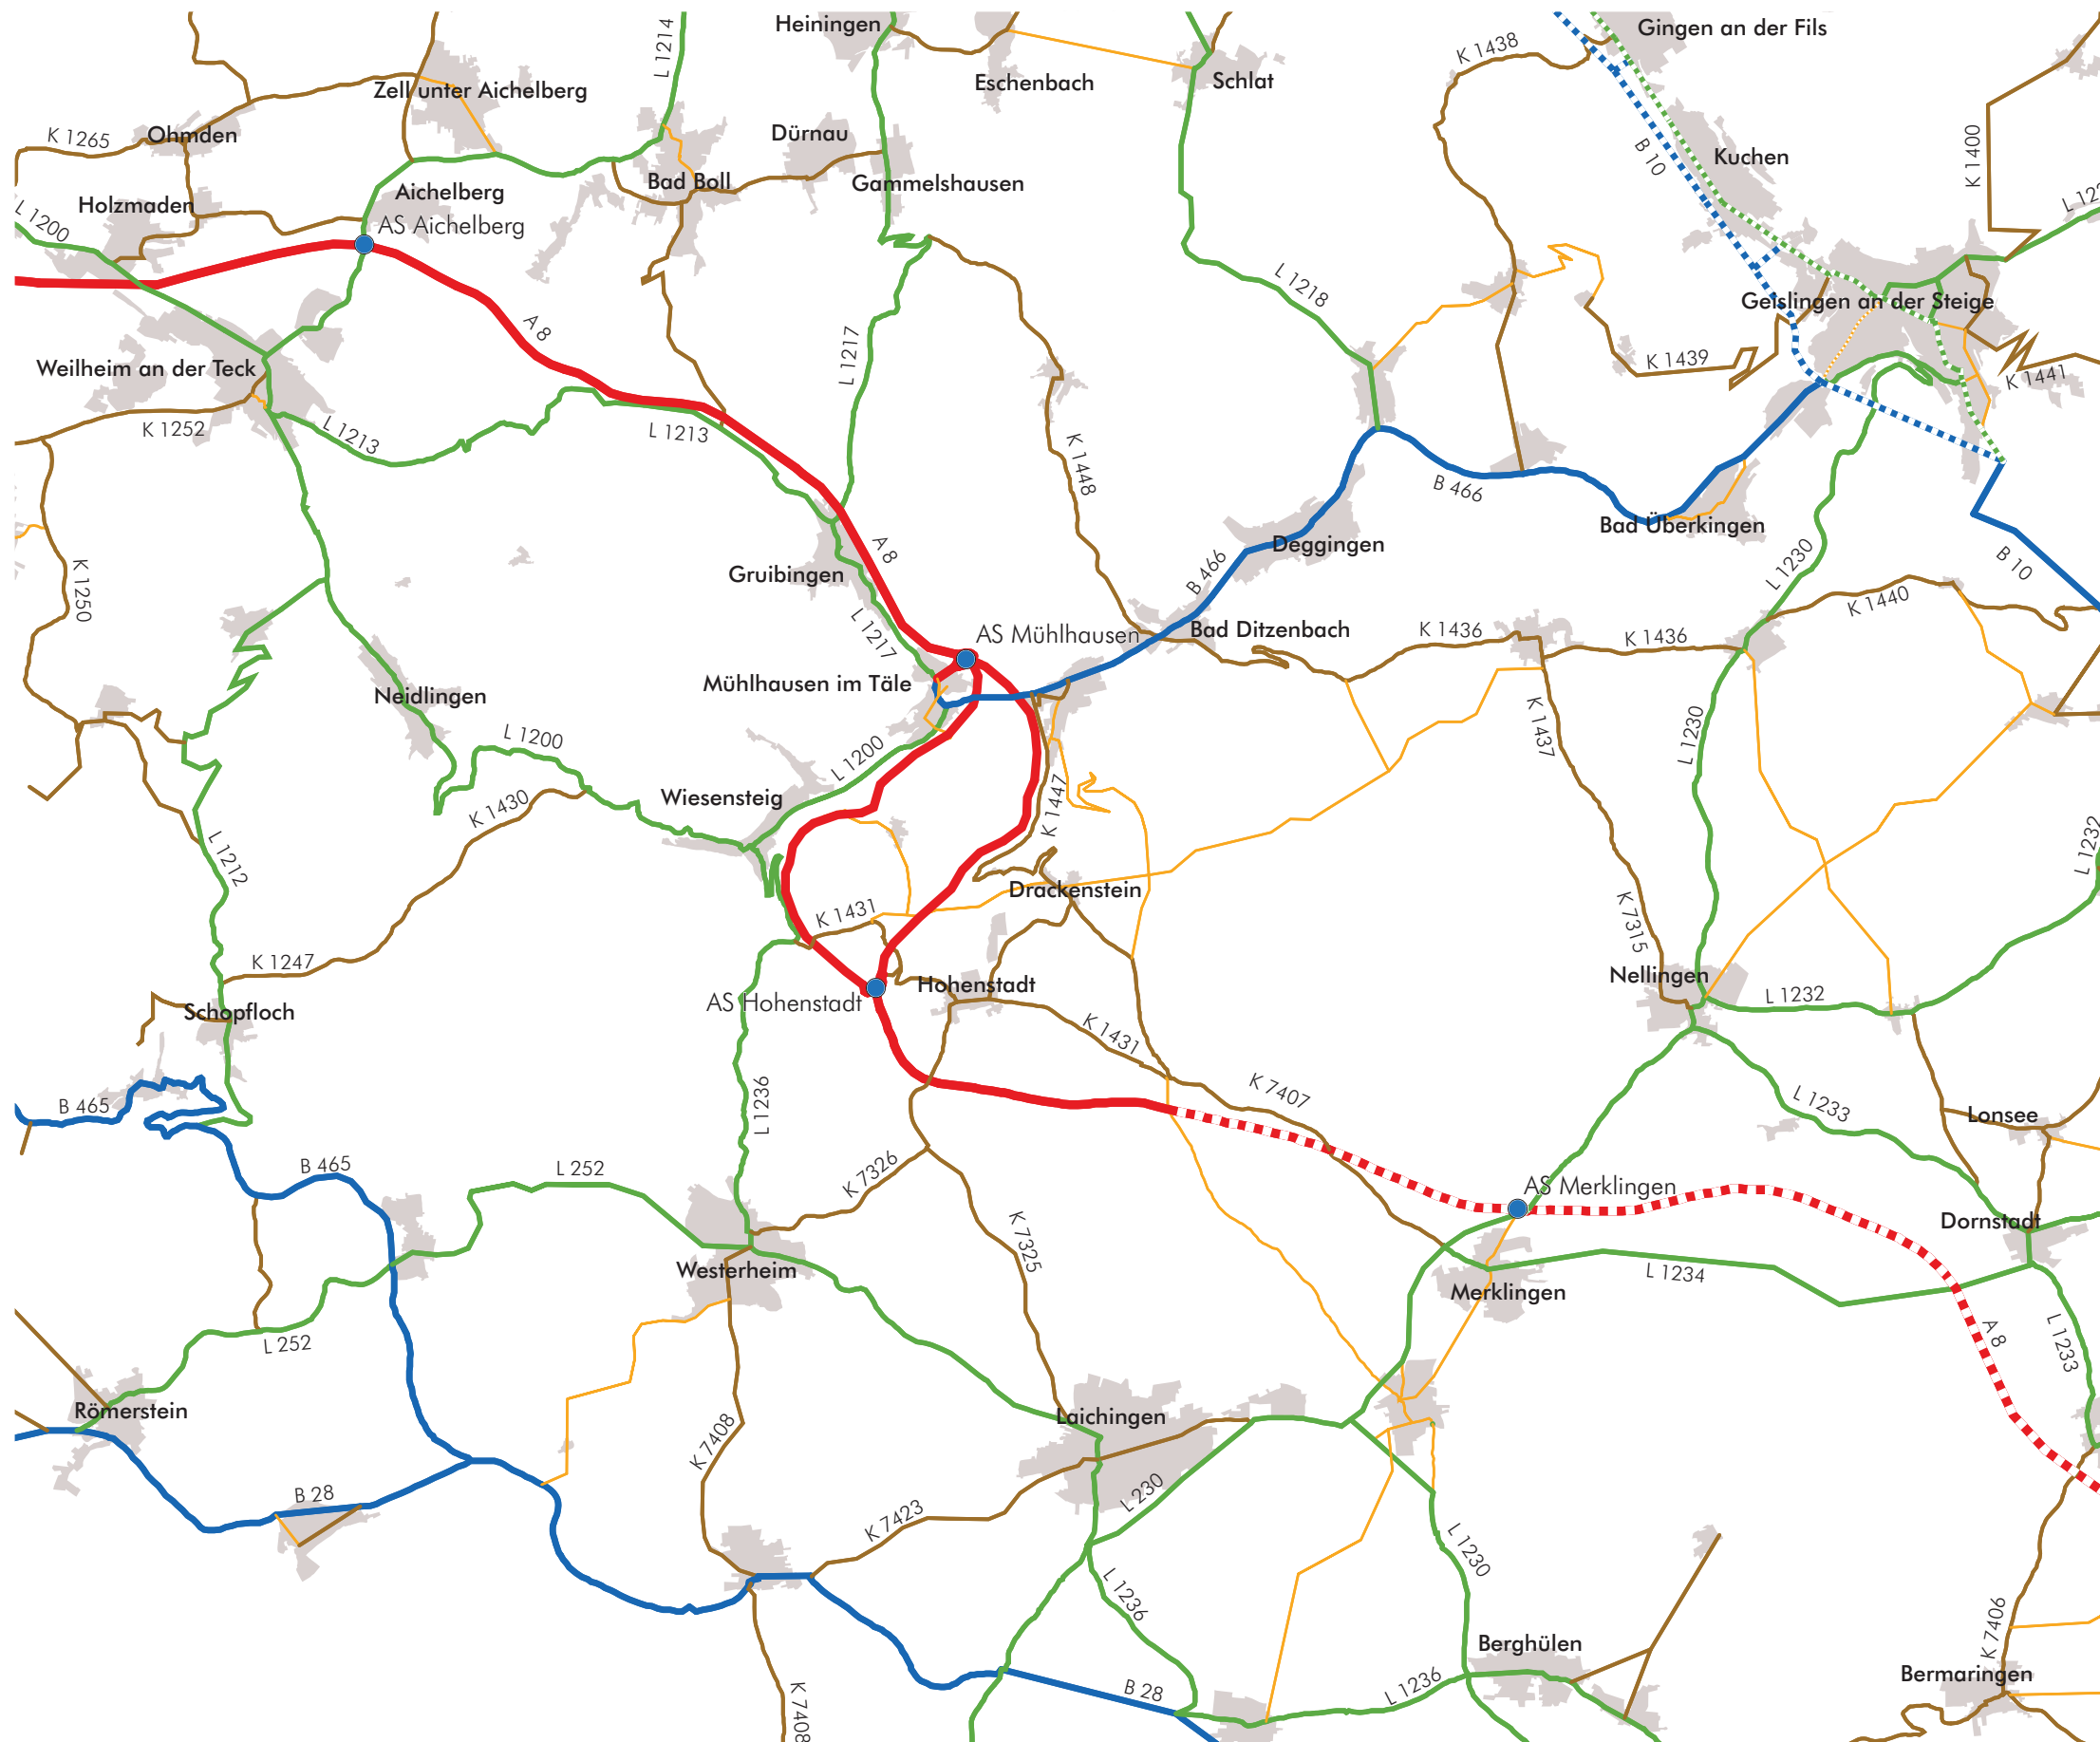 Heiningen
L 1214
Gingen an der Fils
K 1438
Eschenbach
Schlat
Zell unter Aichelberg
K 1265
Ohmden
Dürnau
B 10
Kuchen
K 1400
Bad Boll
Gammelshausen
Aichelberg
Holzmaden
L 1200
AS Aichelberg
L 1218
Geislingen an der Steige
A 8
L 1217
Weilheim an der Teck
K 1439
K 1441
K 1252
L 1213
L 1213
K 1448
B 466
Bad Überkingen
Deggingen
A 8
L 1230
B 10
Gruibingen
K 1250
B 466
K 1440
L 1217
AS Mühlhausen
Bad Ditzenbach
K 1436
K 1436
Mühlhausen im Täle
Neidlingen
K 1437
L 1230
L 1200
L 1200
Wiesensteig
K 1430
K 1447
L 1232
L 1212
Drackenstein
K 1431
K 7315
K 1247
Nellingen
Hohenstadt
AS Hohenstadt
L 1232
Schopfloch
K 1431
K 7407
B 465
L 1236
L 1233
Lonsee
B 465
L 252
K 7326
AS Merklingen
Dornstadt
K 7325
Westerheim
L 1234
Merklingen
A 8
L 1233
L 252
Römerstein
Laichingen
K 7408
L 230
B 28
K 7423
L 1230
L 1236
K 7406
Berghülen
Bermaringen
L 1236
B 28
K 7408